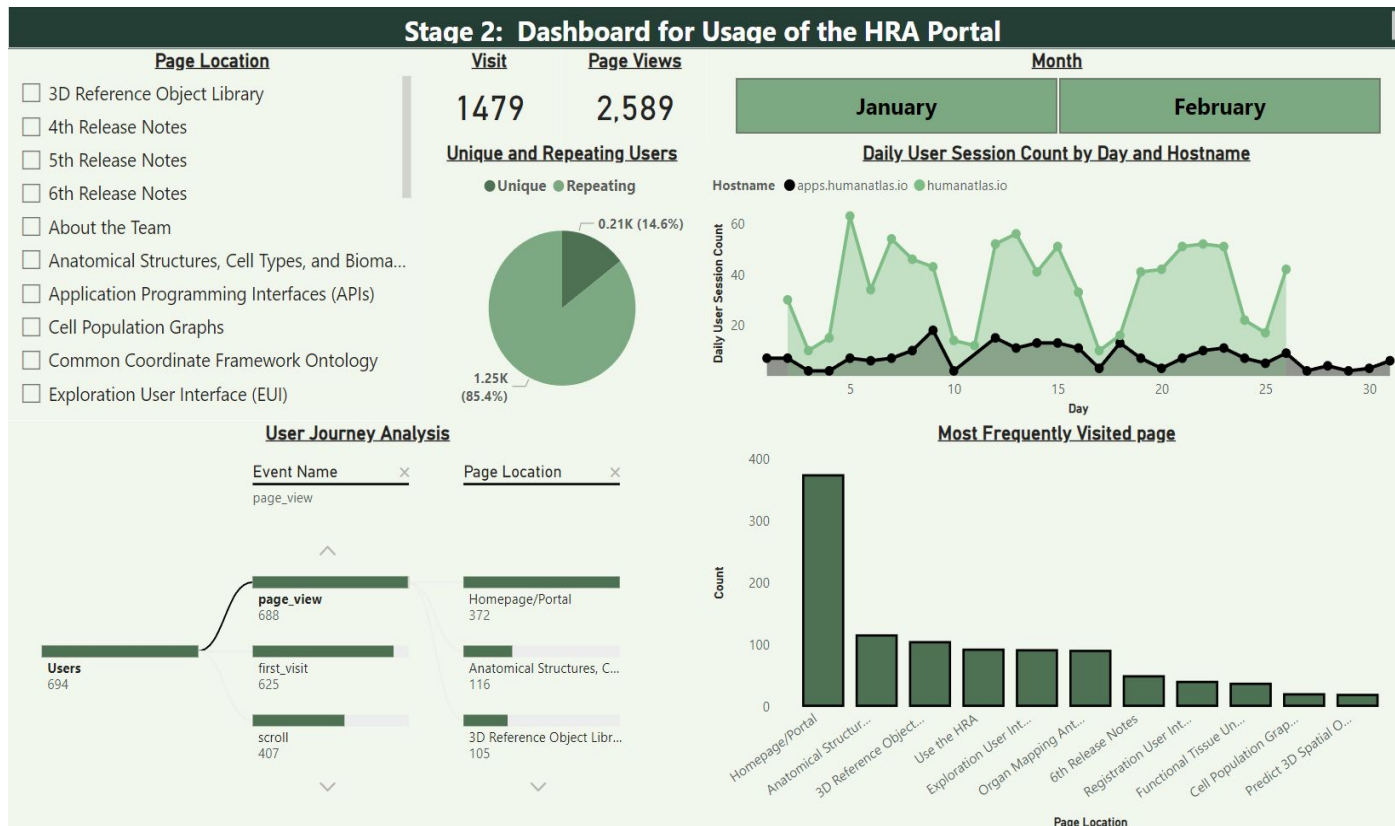 Stage 2: Dashboard for Usage of the HRA Portal
Page Location
3D Reference Object Library
4th Release Notes
5th Release Notes
6th Release Notes
About the Team
Anatomical Structures, Cell Types, and Bioma...
Application Programming Interfaces (APIs)
Cell Population Graphs
Common Coordinate Framework Ontology
Exploration User Interface (EUI)
Visit
1479
Page Views
2,589
Unique and Repeating Users
Unique Repeating
0.21K (14.6%)
1.25K
(85.4%)
Month
January February
Daily User Session Count by Day and Hostname
Hostname apps.humanatlas.io humanatlas.io
Daily User Session Count
60
40
20
5 10 15 20 25 30
Day
User Journey Analysis
Event Name ×
page_view
Page Location ×
Users
694
page_view
688
first_visit
625
scroll
407
Homepage/Portal
372
Anatomical Structures, C...
116
3D Reference Object Libr...
105
Most Frequently Visited page
Count
400
300
200
100
0
Homepage/Portal
Anatomical Structur...
3D Reference Object...
Use the HRA
Exploration User Int...
Organ Mapping Ant...
6th Release Notes
Registration User Int...
Functional Tissue Un...
Cell Population Grap...
Predict 3D Spatial O...
Page Location